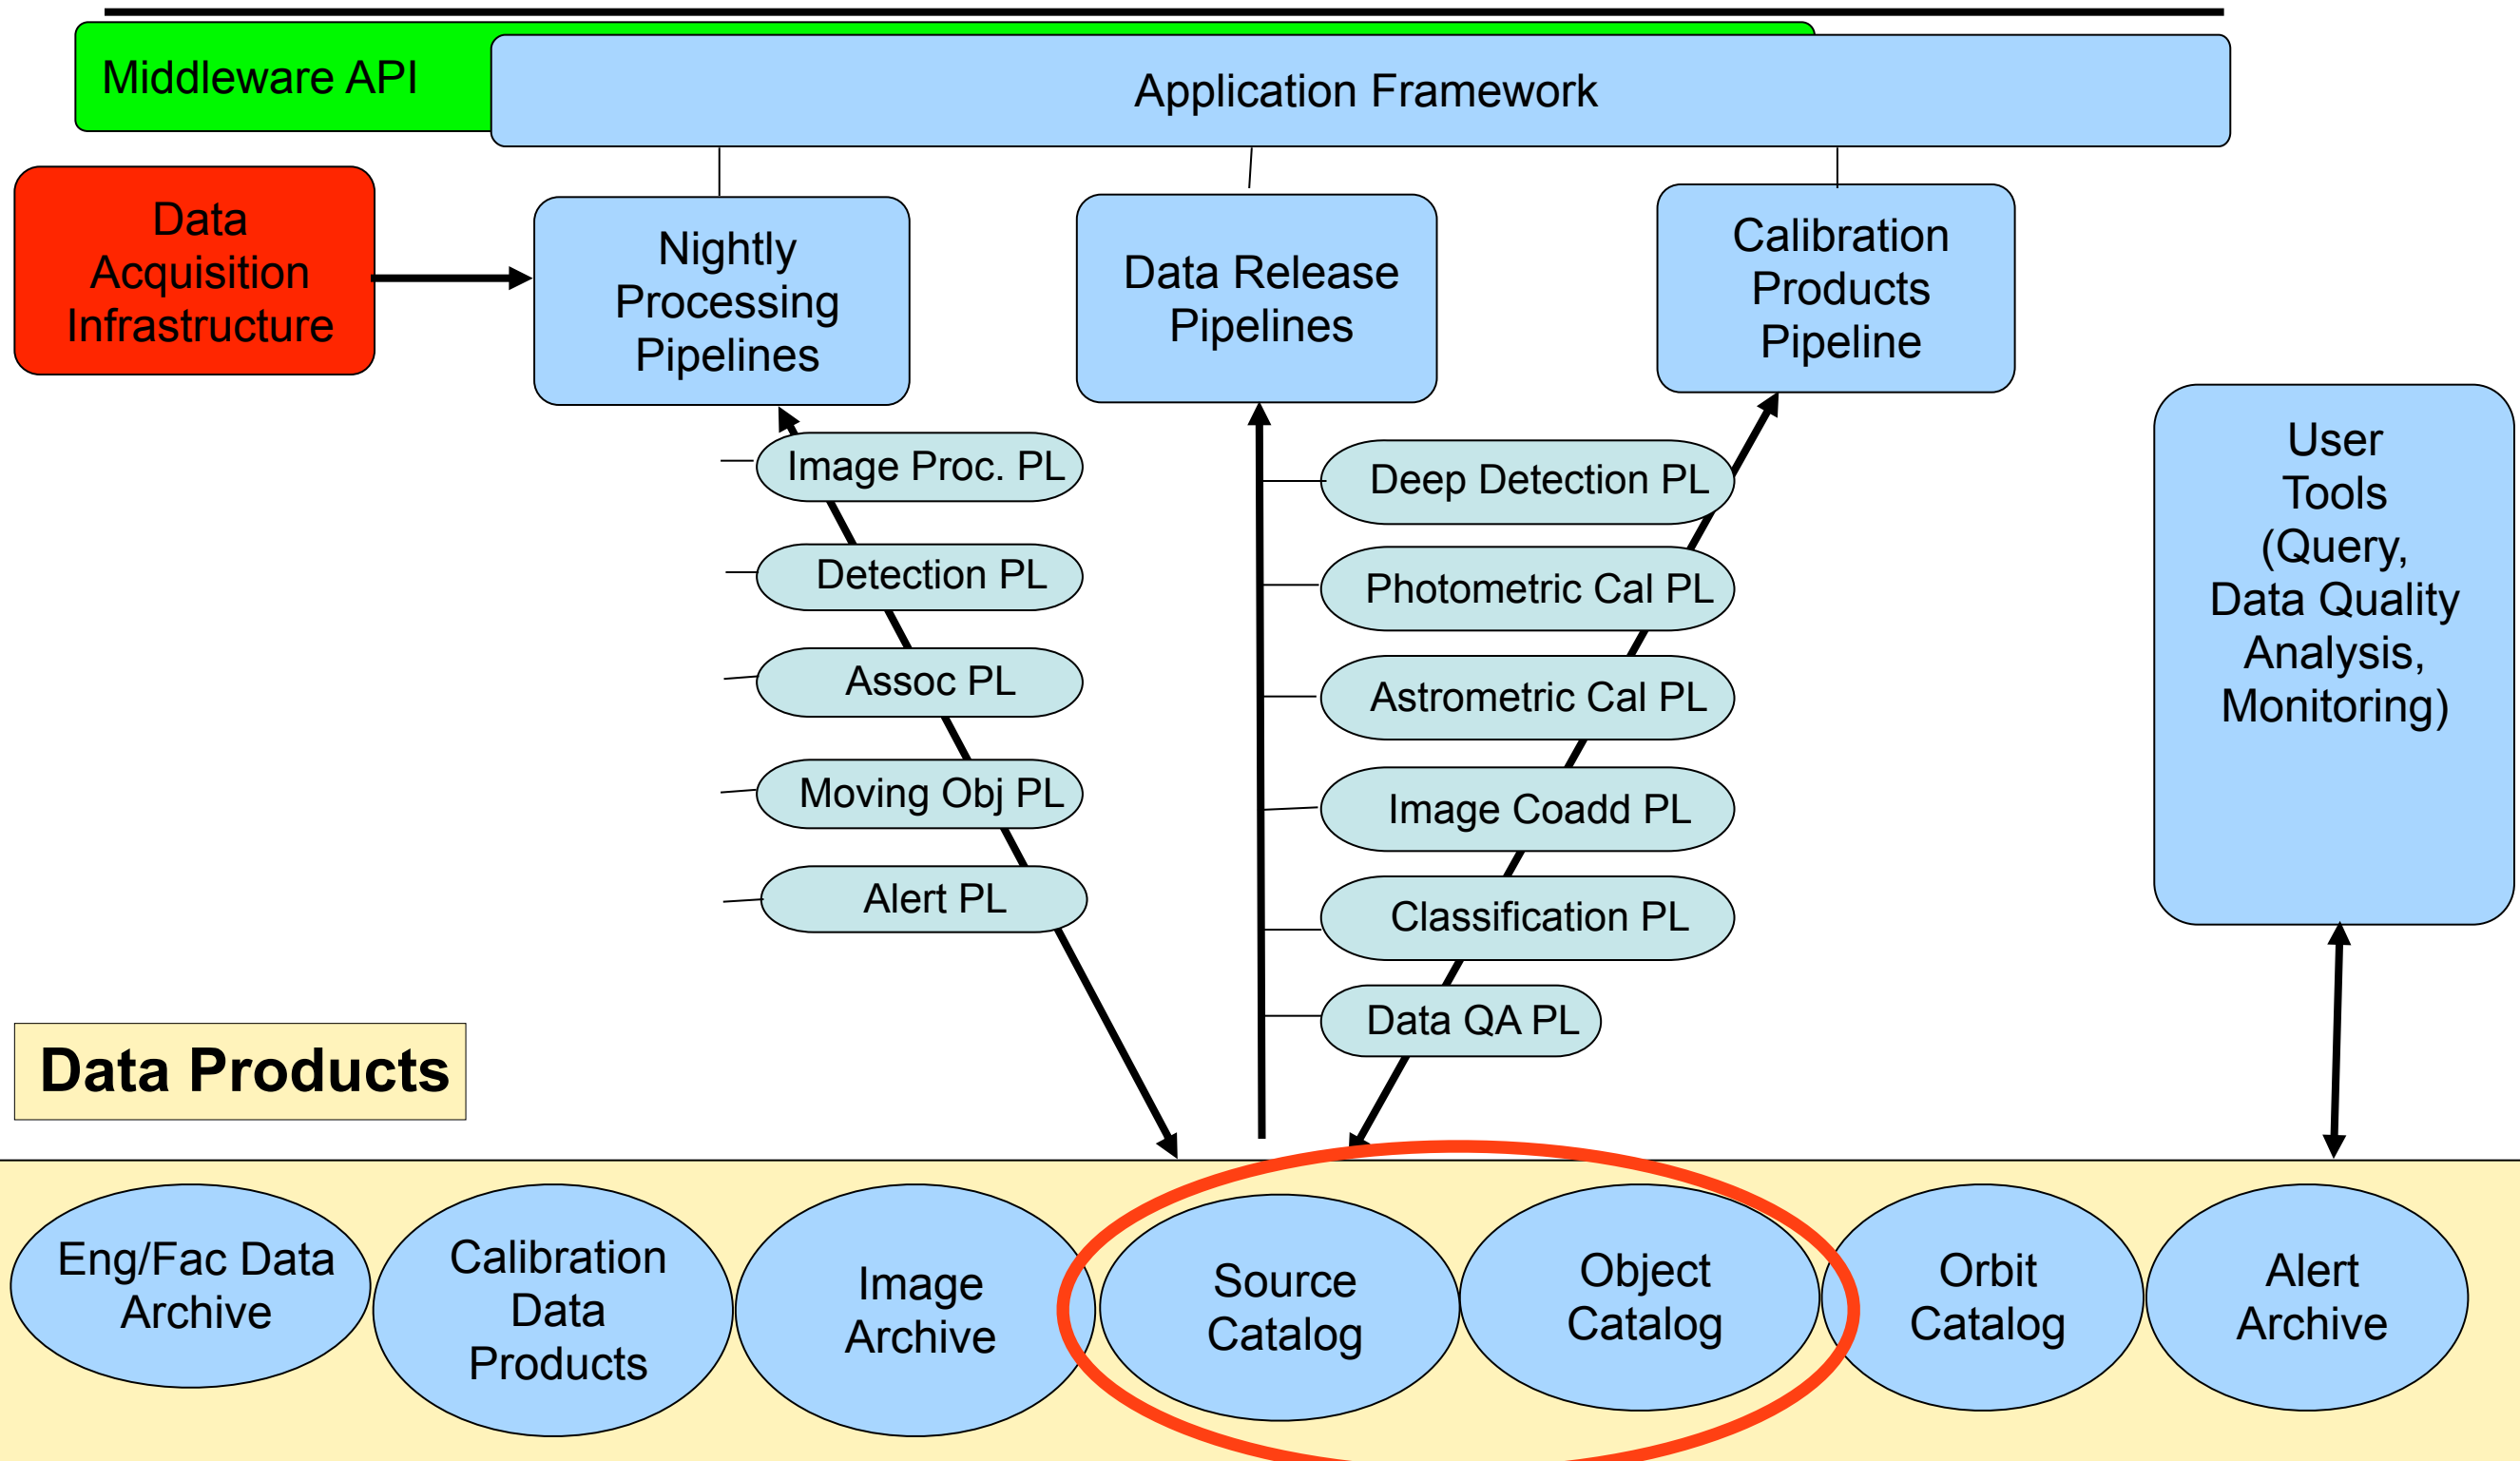 Middleware API
Application Framework
Data
Acquisition
Infrastructure
Nightly
Processing
Pipelines
Data Release
Pipelines
Calibration
Products
Pipeline
User
Tools
(Query,
Data Quality
Analysis,
Monitoring)
Image Proc. PL
Detection PL
Assoc PL
Moving Obj PL
Alert PL
Deep Detection PL
Photometric Cal PL
Astrometric Cal PL
Image Coadd PL
Classification PL
Data QA PL
Data Products
Eng/Fac Data
Archive
Calibration
Data
Products
Image
Archive
Source
Catalog
Object
Catalog
Orbit
Catalog
Alert
Archive